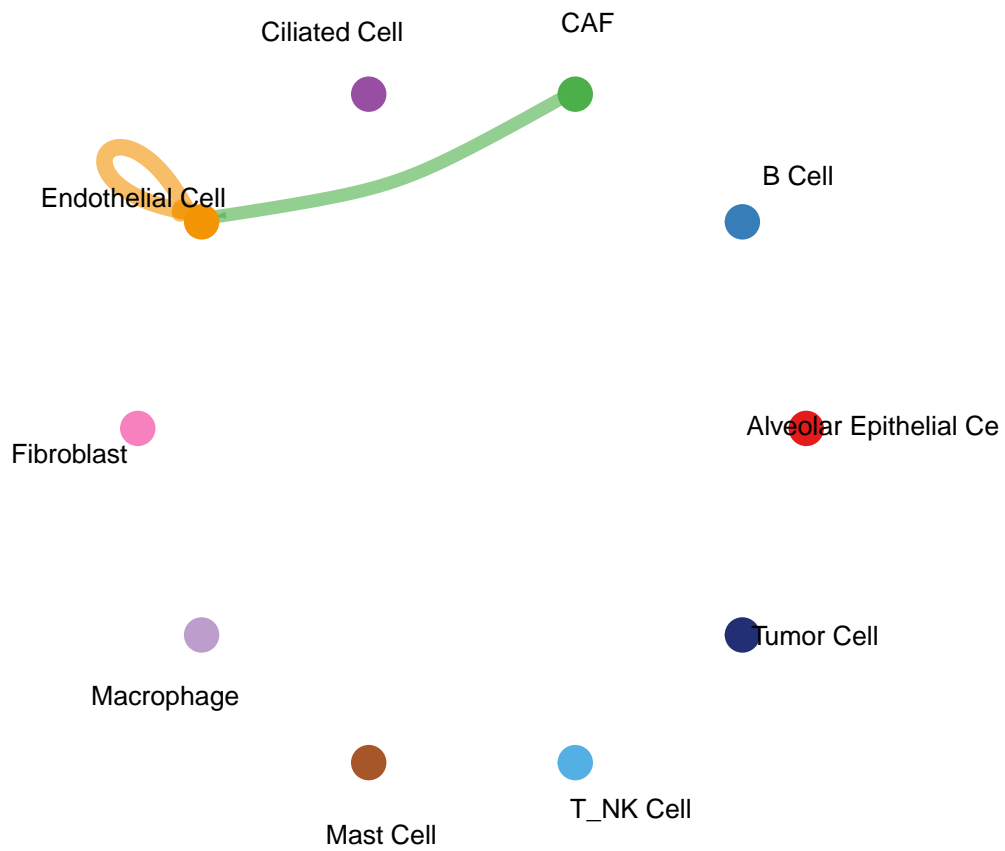 CAF
Ciliated Cell
B Cell
Endothelial Cell
Alveolar Epithelial Ce
Fibroblast
Tumor Cell
Macrophage
T_NK Cell
Mast Cell